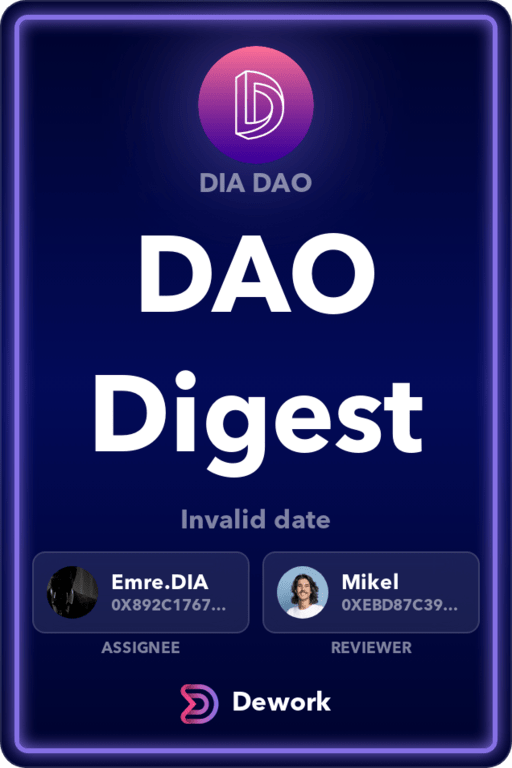 DIA DAO
DAO
Digest
Invalid date
Emre.DIA
0X892C1767...
Mikel
0XEBD87C39...
ASSIGNEE
REVIEWER
Dework